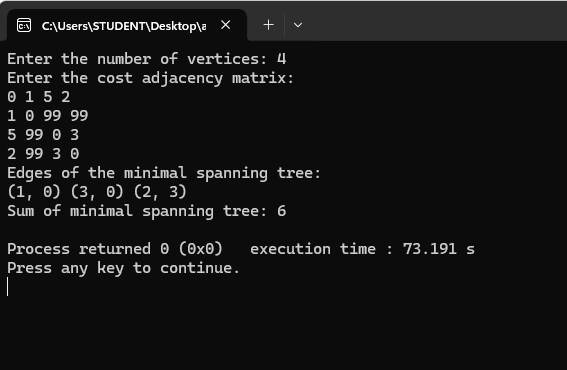 C:\Users\STUDENT\Desktop\a
Enter the number of vertices: 4
Enter the cost adjacency matrix:
0 1 5 2
1 0 99 99
5 99 0 3
2 99 3 0
Edges of the minimal spanning tree:
(1, 0) (3, 0) (2, 3)
Sum of minimal spanning tree: 6
Process returned 0 (0x0)   execution time : 73.191 s
Press any key to continue.